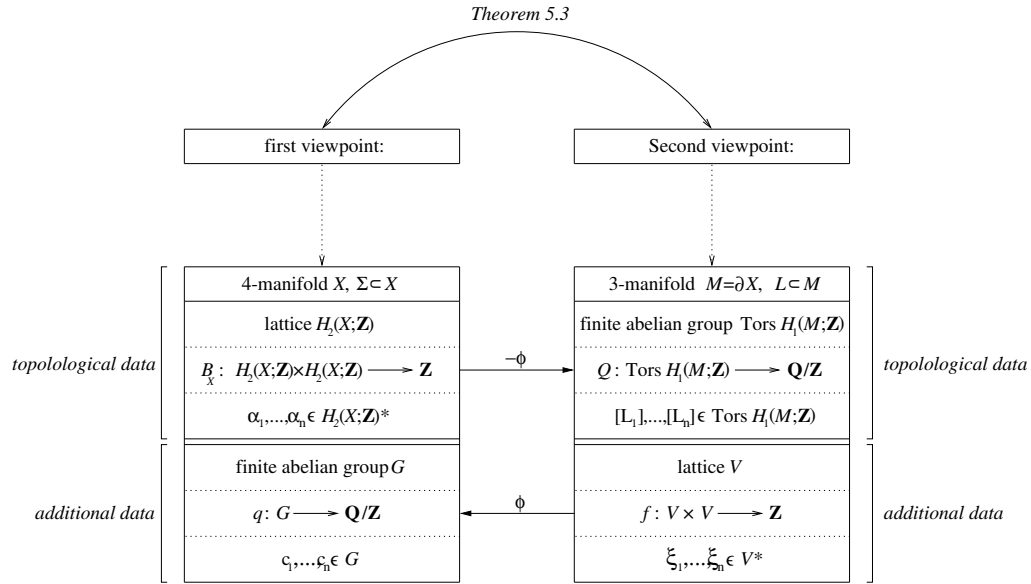 Theorem 5.3
first viewpoint:
Second viewpoint:
4-manifold X, Σ⊂X
3-manifold M=∂X, L⊂M
lattice H₂(X;Z)
finite abelian group Tors H₁(M;Z)
topolological data
B_X : H₂(X;Z)×H₂(X;Z) ⟶ Z
−ϕ
Q : Tors H₁(M;Z) ⟶ Q/Z
topolological data
α₁,...,αₙ ϵ H₂(X;Z)*
[L₁],...,[Lₙ] ϵ Tors H₁(M;Z)
finite abelian group G
lattice V
additional data
q : G ⟶ Q/Z
ϕ
f : V × V ⟶ Z
additional data
c₁,...cₙ ϵ G
ξ₁,...ξₙ ϵ V*